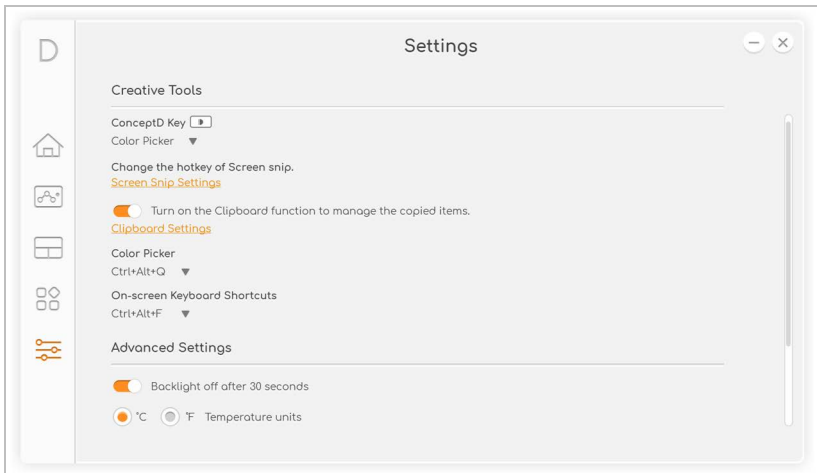 D
Settings
Creative Tools
ConceptD Key
Color Picker
Change the hotkey of Screen snip.
Screen Snip Settings
Turn on the Clipboard function to manage the copied items.
Clipboard Settings
Color Picker
Ctrl+Alt+Q
On-screen Keyboard Shortcuts
Ctrl+Alt+F
Advanced Settings
Backlight off after 30 seconds
°C °F Temperature units